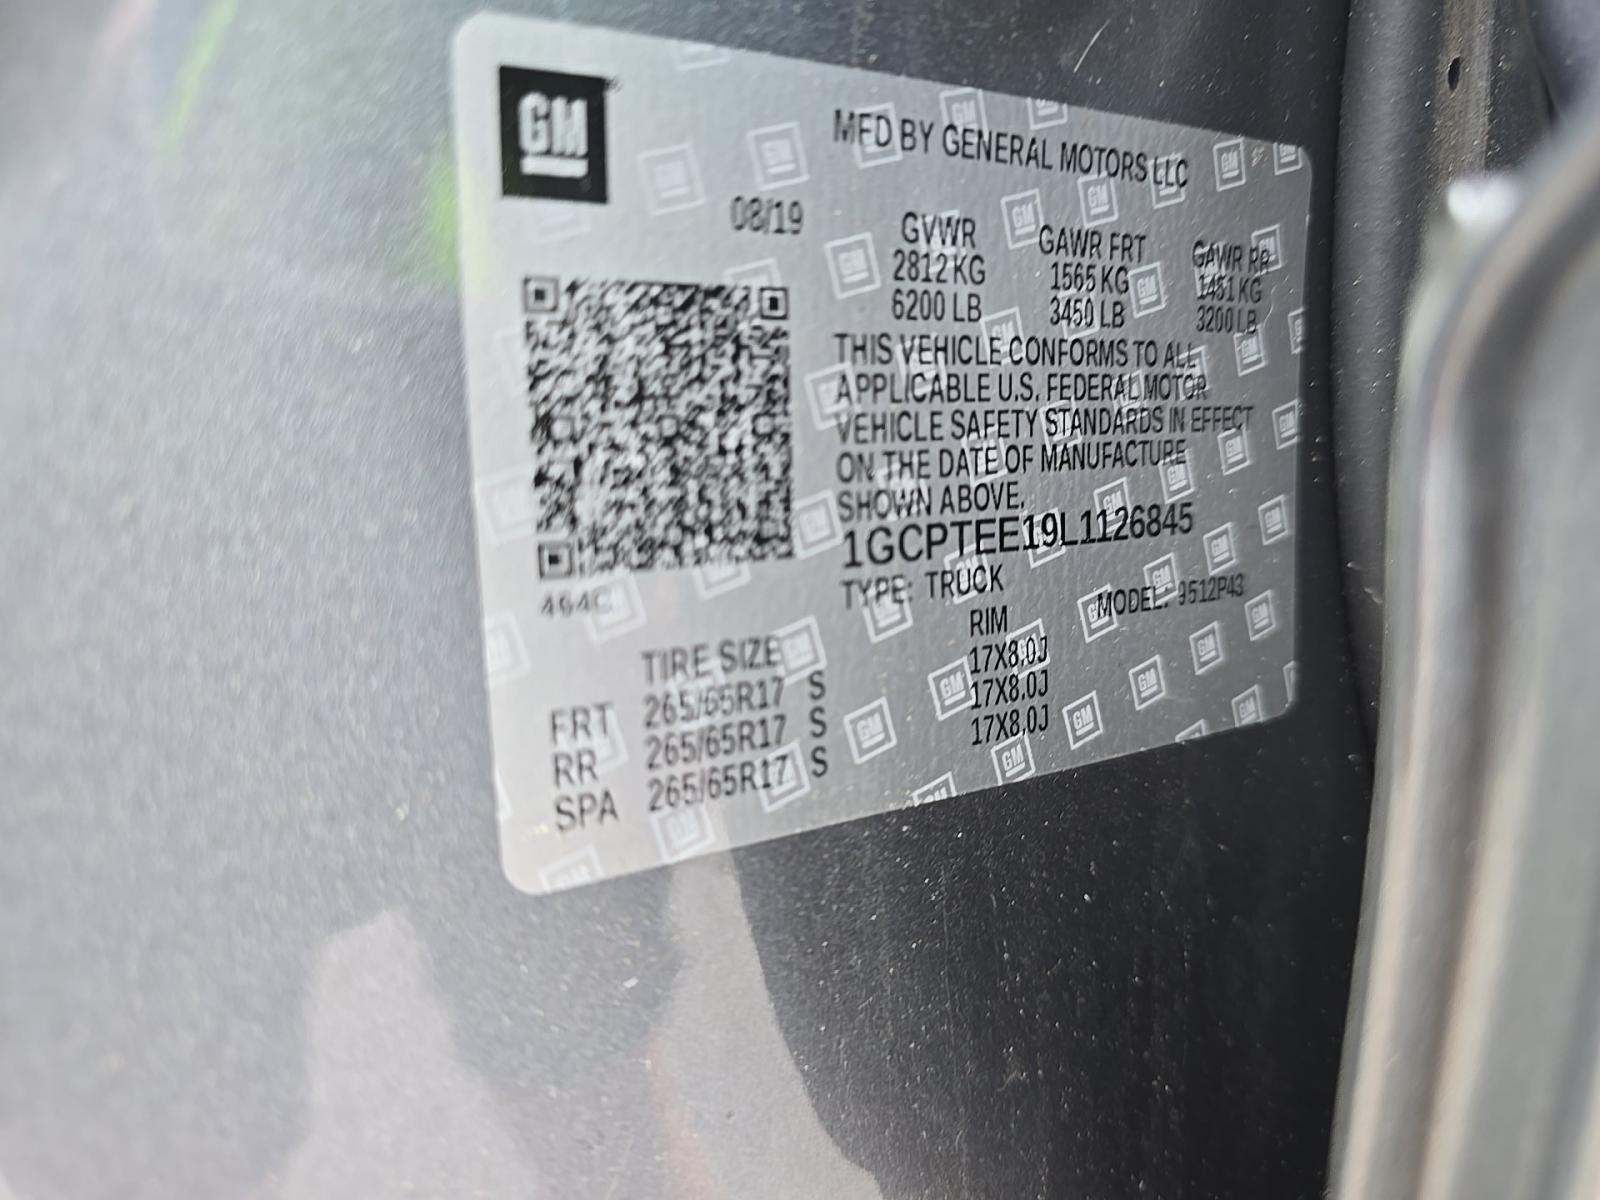 GM
MFD BY GENERAL MOTORS LLC
08/19
GVWR GAWR FRT GAWR RR
2812 KG 1565 KG 1451 KG
6200 LB 3450 LB 3200 LB
THIS VEHICLE CONFORMS TO ALL
APPLICABLE U.S. FEDERAL MOTOR
VEHICLE SAFETY STANDARDS IN EFFECT
ON THE DATE OF MANUFACTURE
SHOWN ABOVE.
1GCPTEE19L1126845
TYPE: TRUCK MODEL: 9512P43
464C
TIRE SIZE RIM
FRT 265/65R17 S 17X8.0J
RR 265/65R17 S 17X8.0J
SPA 265/65R17 S 17X8.0J